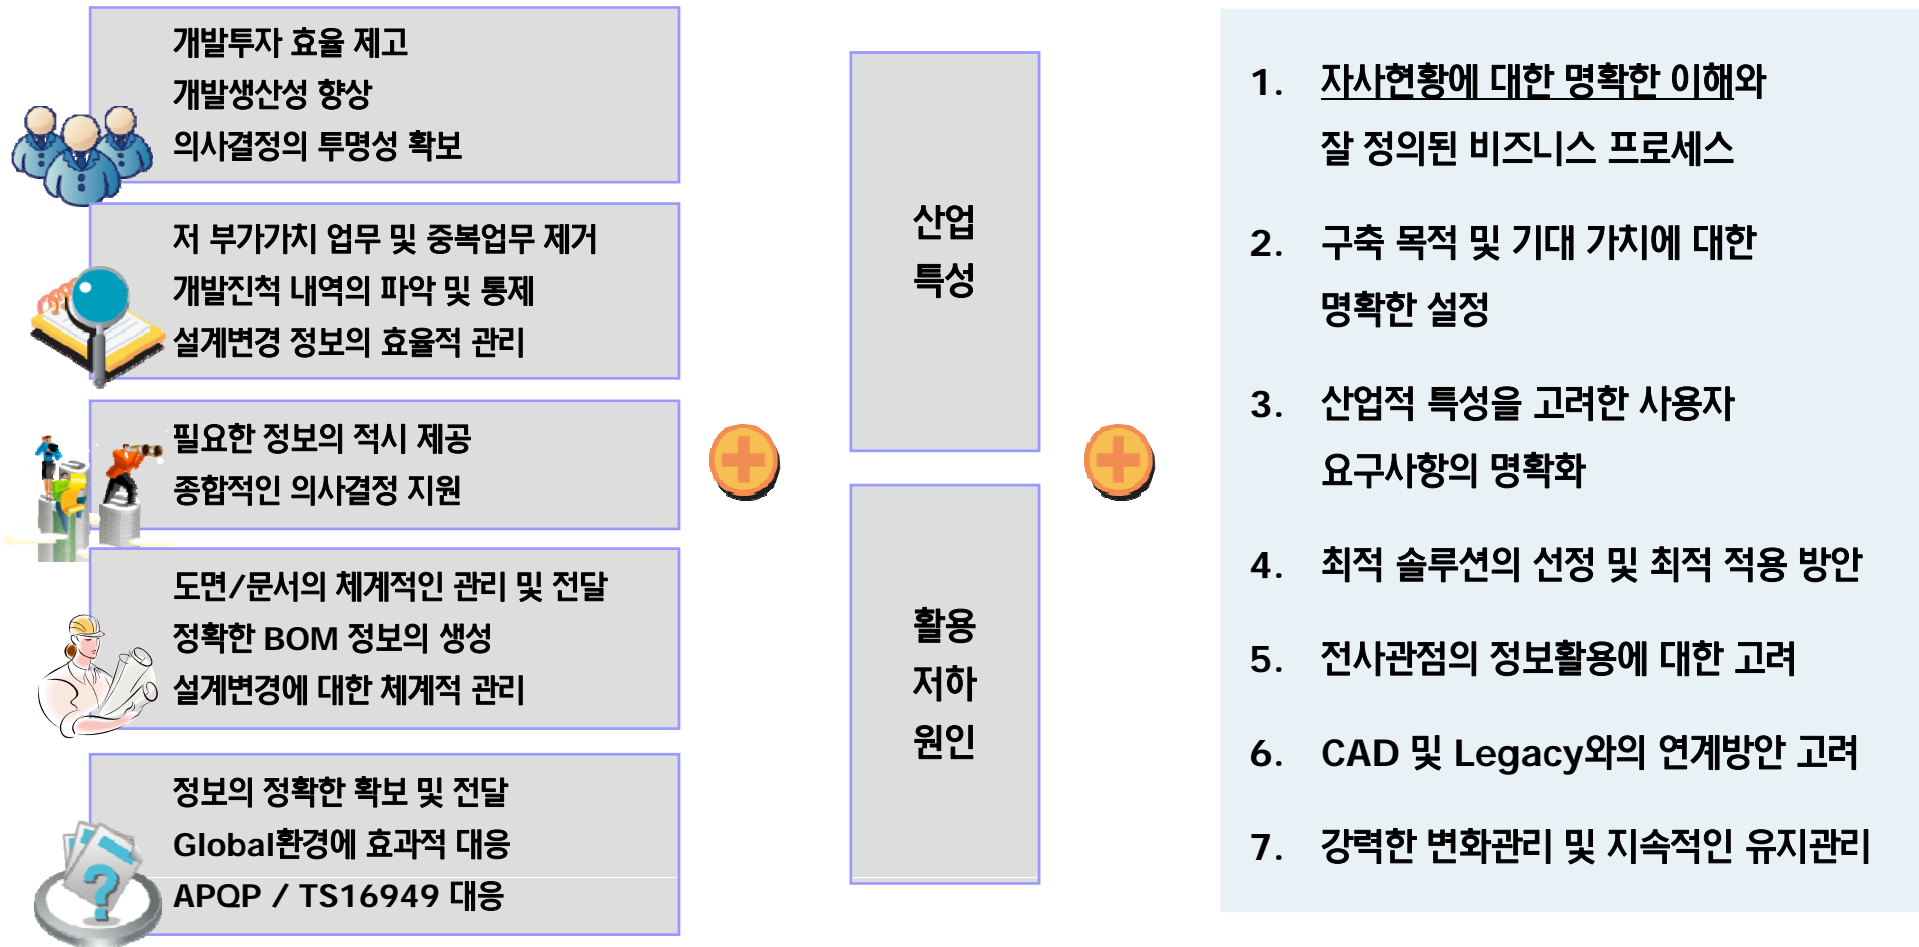 개발투자 효율 제고
개발생산성 향상
의사결정의 투명성 확보
저 부가가치 업무 및 중복업무 제거
개발진척 내역의 파악 및 통제
설계변경 정보의 효율적 관리
필요한 정보의 적시 제공
종합적인 의사결정 지원
도면/문서의 체계적인 관리 및 전달
정확한 BOM 정보의 생성
설계변경에 대한 체계적 관리
정보의 정확한 확보 및 전달
Global환경에 효과적 대응
APQP / TS16949 대응
산업
특성
활용
저하
원인
1. 자사현황에 대한 명확한 이해와
잘 정의된 비즈니스 프로세스
2. 구축 목적 및 기대 가치에 대한
명확한 설정
3. 산업적 특성을 고려한 사용자
요구사항의 명확화
4. 최적 솔루션의 선정 및 최적 적용 방안
5. 전사관점의 정보활용에 대한 고려
6. CAD 및 Legacy와의 연계방안 고려
7. 강력한 변화관리 및 지속적인 유지관리